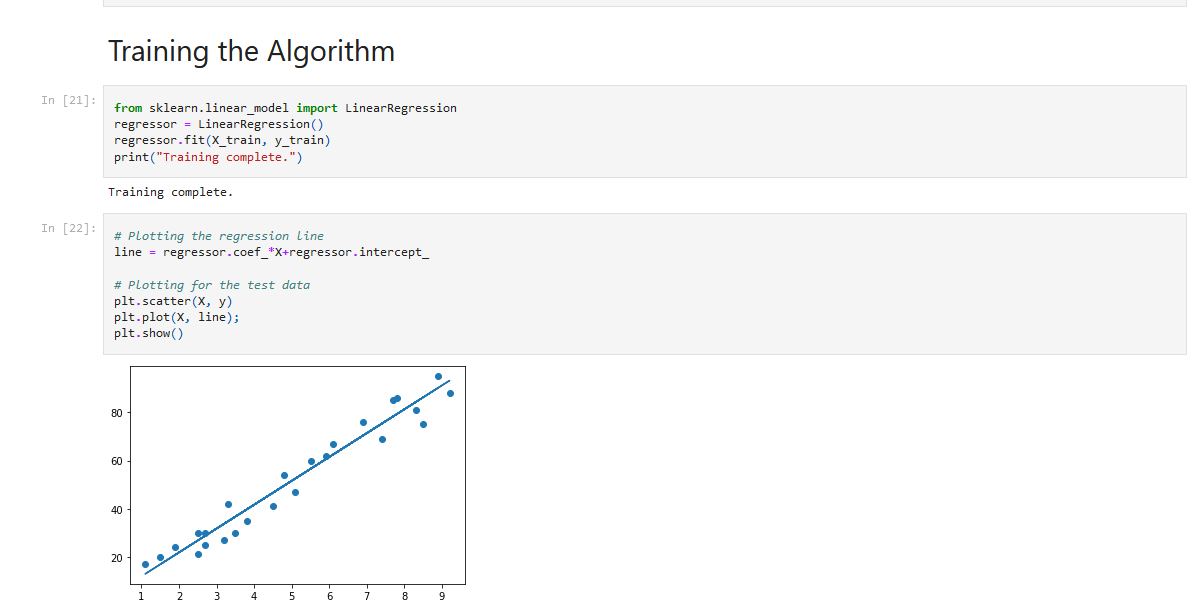 Training the Algorithm
In [21]:
from sklearn.linear_model import LinearRegression
regressor = LinearRegression()
regressor.fit(X_train, y_train)
print("Training complete.")
Training complete.
In [22]:
# Plotting the regression line
line = regressor.coef_*X+regressor.intercept_
# Plotting for the test data
plt.scatter(X, y)
plt.plot(X, line);
plt.show()
80
60
40
20
1 2 3 4 5 6 7 8 9